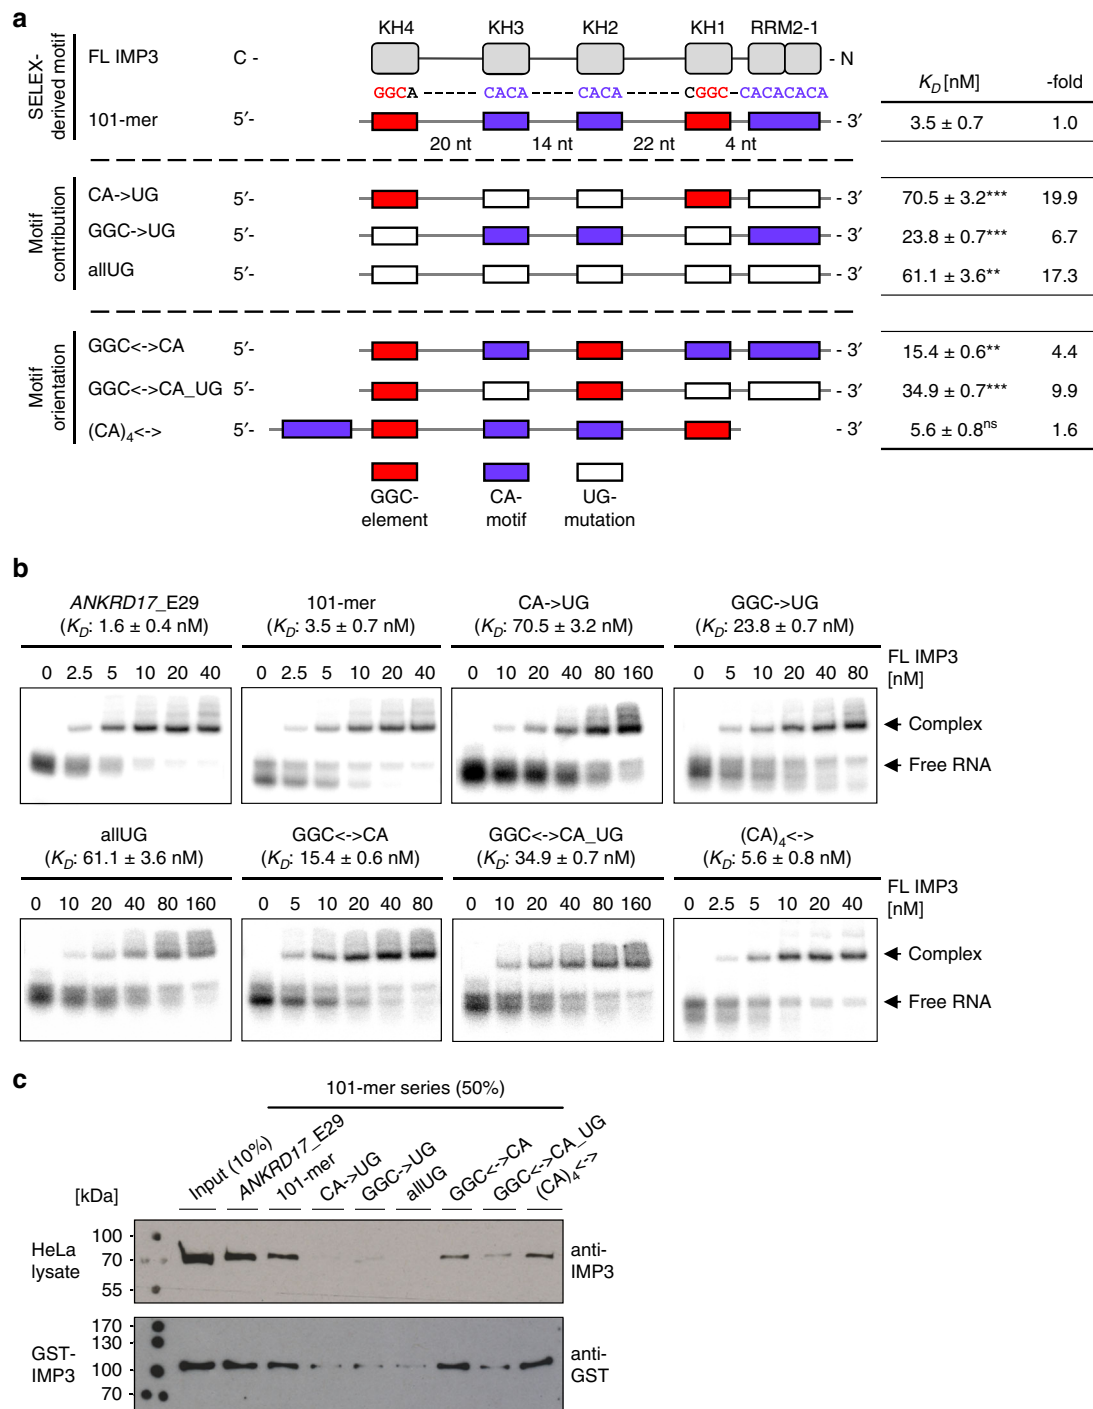 a
SELEX-derived motif
FL IMP3
C -
KH4
KH3
KH2
KH1
RRM2-1
- N
GGCA
CACA
CACA
CGGC
CACACACA
K_D [nM]
-fold
101-mer
5′-
- 3′
3.5 ± 0.7
1.0
20 nt
14 nt
22 nt
4 nt
Motif contribution
CA->UG
5′-
- 3′
70.5 ± 3.2***
19.9
GGC->UG
5′-
- 3′
23.8 ± 0.7***
6.7
allUG
5′-
- 3′
61.1 ± 3.6**
17.3
Motif orientation
GGC<->CA
5′-
- 3′
15.4 ± 0.6**
4.4
GGC<->CA_UG
5′-
- 3′
34.9 ± 0.7***
9.9
(CA)₄<->
5′-
- 3′
5.6 ± 0.8ⁿˢ
1.6
GGC-element
CA-motif
UG-mutation
b
ANKRD17_E29
(K_D: 1.6 ± 0.4 nM)
0 2.5 5 10 20 40
101-mer
(K_D: 3.5 ± 0.7 nM)
0 2.5 5 10 20 40
CA->UG
(K_D: 70.5 ± 3.2 nM)
0 10 20 40 80 160
GGC->UG
(K_D: 23.8 ± 0.7 nM)
0 5 10 20 40 80
FL IMP3
[nM]
Complex
Free RNA
allUG
(K_D: 61.1 ± 3.6 nM)
0 10 20 40 80 160
GGC<->CA
(K_D: 15.4 ± 0.6 nM)
0 5 10 20 40 80
GGC<->CA_UG
(K_D: 34.9 ± 0.7 nM)
0 10 20 40 80 160
(CA)₄<->
(K_D: 5.6 ± 0.8 nM)
0 2.5 5 10 20 40
FL IMP3
[nM]
Complex
Free RNA
c
101-mer series (50%)
[kDa]
Input (10%)
ANKRD17_E29
101-mer
CA->UG
GGC->UG
allUG
GGC<->CA
GGC<->CA_UG
(CA)₄<->
HeLa lysate
100
70
55
anti-IMP3
GST-IMP3
170
130
100
70
anti-GST